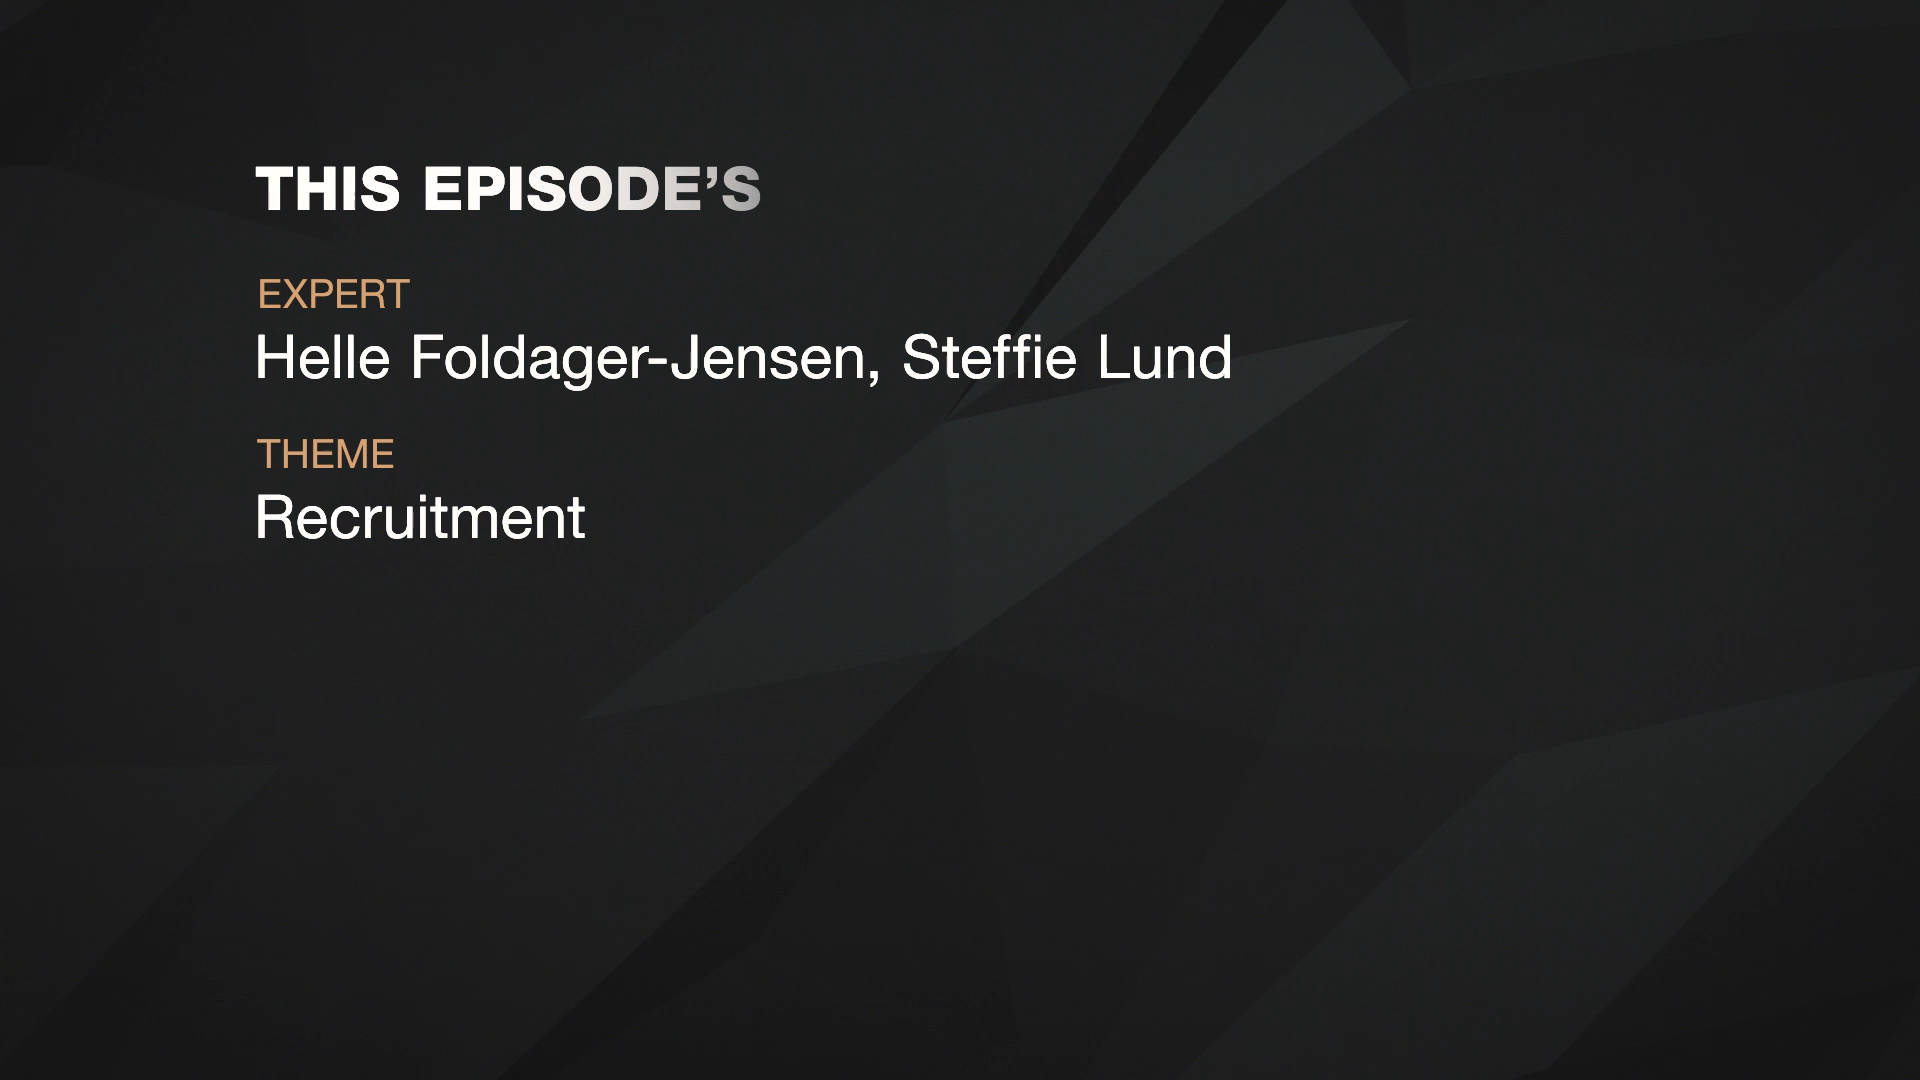 THIS EPISODE’S
EXPERT
Helle Foldager-Jensen, Steffie Lund
THEME
Recruitment